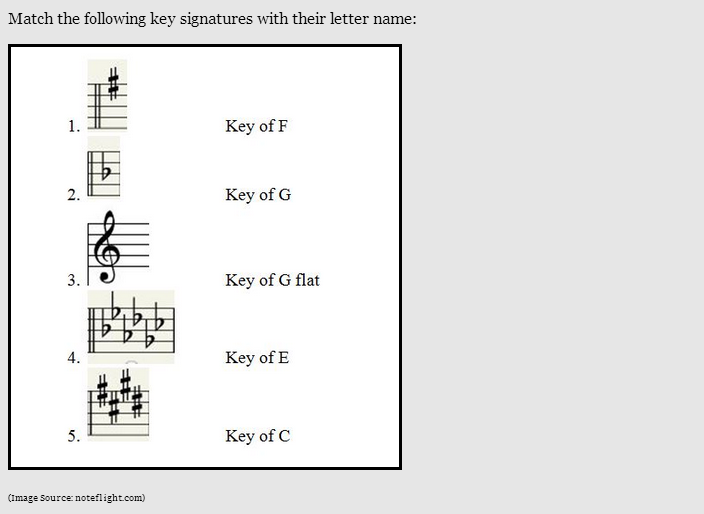 Match the following key signatures with their letter name:
1. Key of F
2. Key of G
3. Key of G flat
4. Key of E
5. Key of C
(Image Source: noteflight.com)